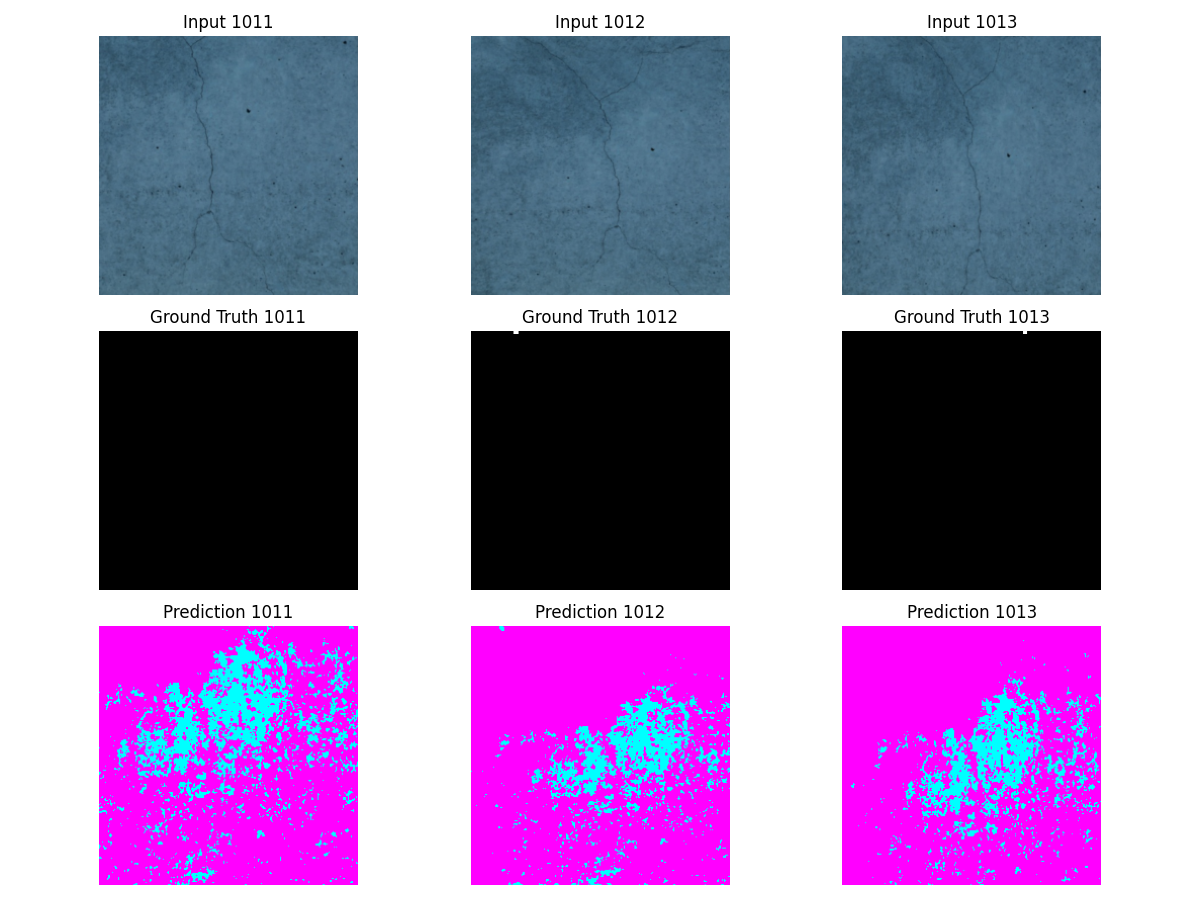 Input 1011
Input 1012
Input 1013
Ground Truth 1011
Ground Truth 1012
Ground Truth 1013
Prediction 1011
Prediction 1012
Prediction 1013